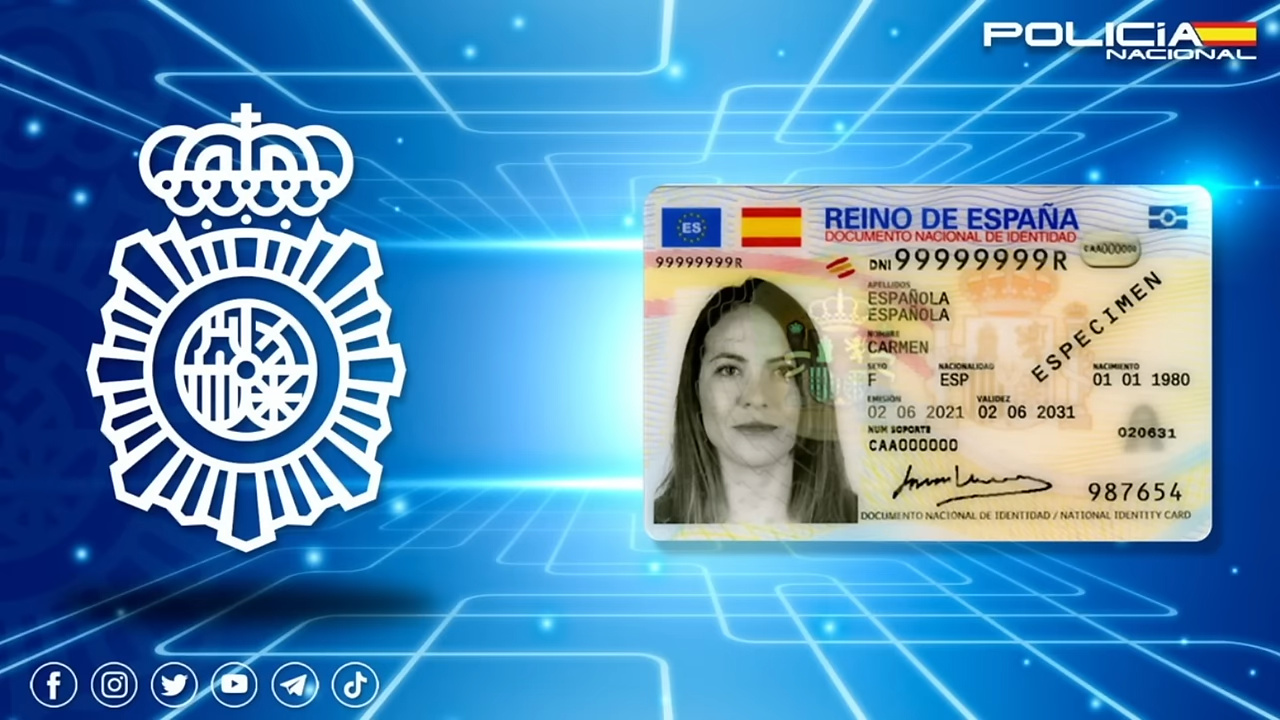 POLICÍA
NACIONAL
ES
REINO DE ESPAÑA
DOCUMENTO NACIONAL DE IDENTIDAD
CAA000000
99999999R
DNI 99999999R
APELLIDOS
ESPAÑOLA
ESPAÑOLA
NOMBRE
CARMEN
SEXO NACIONALIDAD NACIMIENTO
F ESP 01 01 1980
EMISIÓN VALIDEZ
02 06 2021 02 06 2031
NUM SOPORTE
CAA000000
020631
ESPECIMEN
987654
DOCUMENTO NACIONAL DE IDENTIDAD / NATIONAL IDENTITY CARD